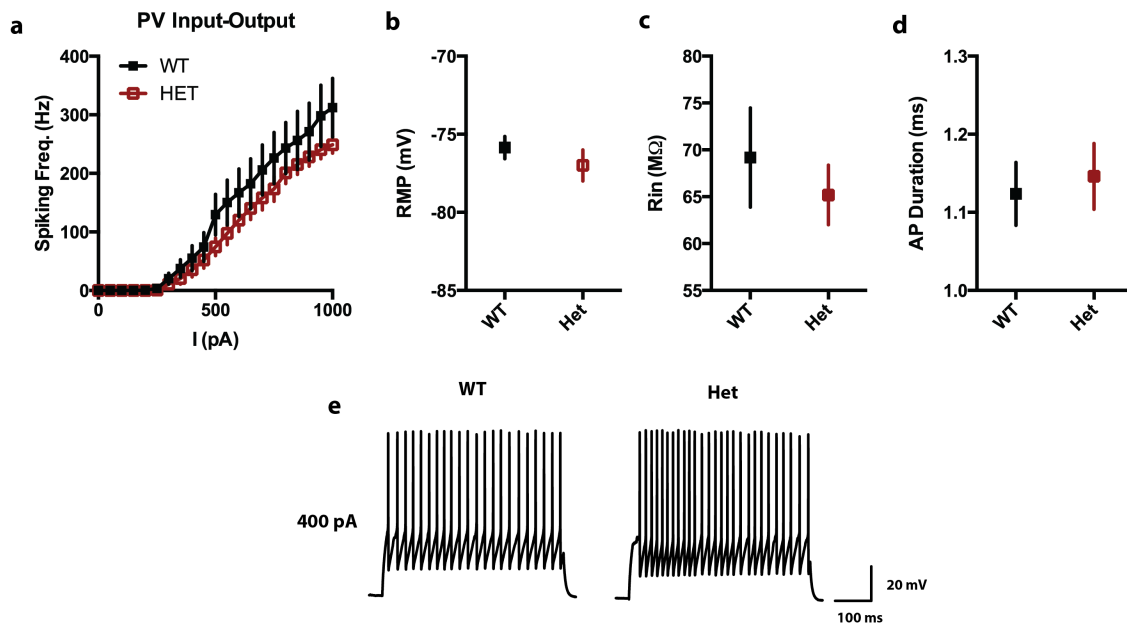 a
PV Input-Output
WT
HET
Spiking Freq. (Hz)
400
300
200
100
0
0
500
1000
I (pA)
b
RMP (mV)
-70
-75
-80
-85
WT
Het
c
Rin (MΩ)
80
75
70
65
60
55
WT
Het
d
AP Duration (ms)
1.3
1.2
1.1
1.0
WT
Het
e
WT
Het
400 pA
20 mV
100 ms